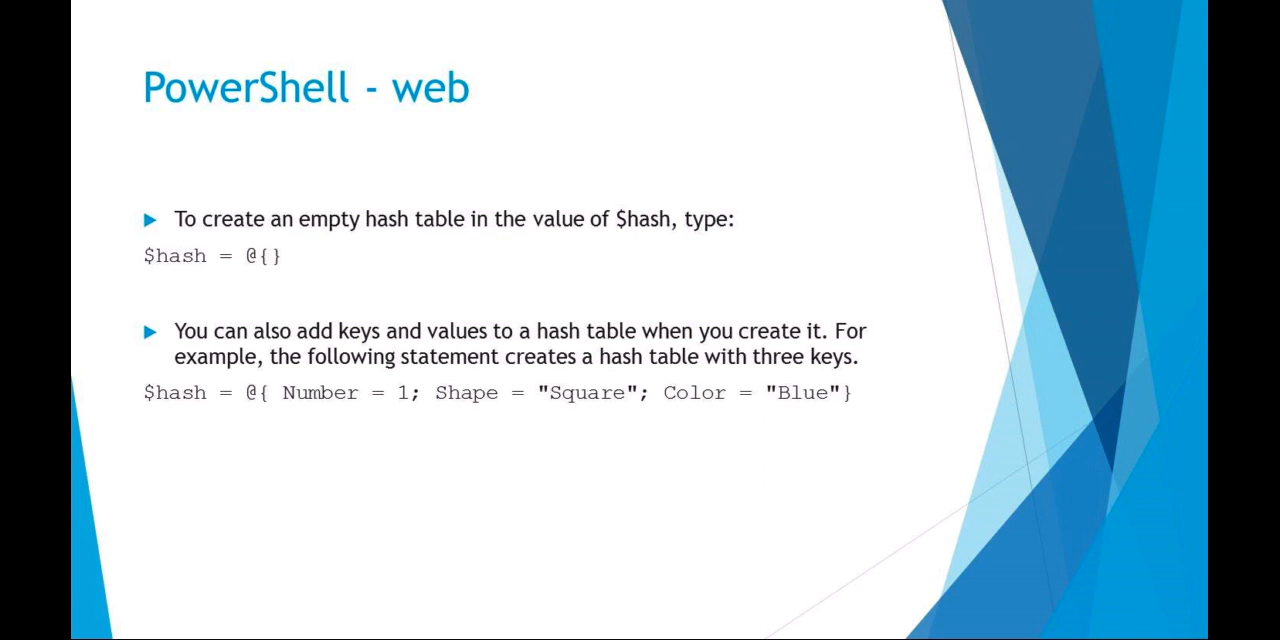 PowerShell - web
To create an empty hash table in the value of $hash, type:
$hash = @{}
You can also add keys and values to a hash table when you create it. For
example, the following statement creates a hash table with three keys.
$hash = @{ Number = 1; Shape = "Square"; Color = "Blue"}